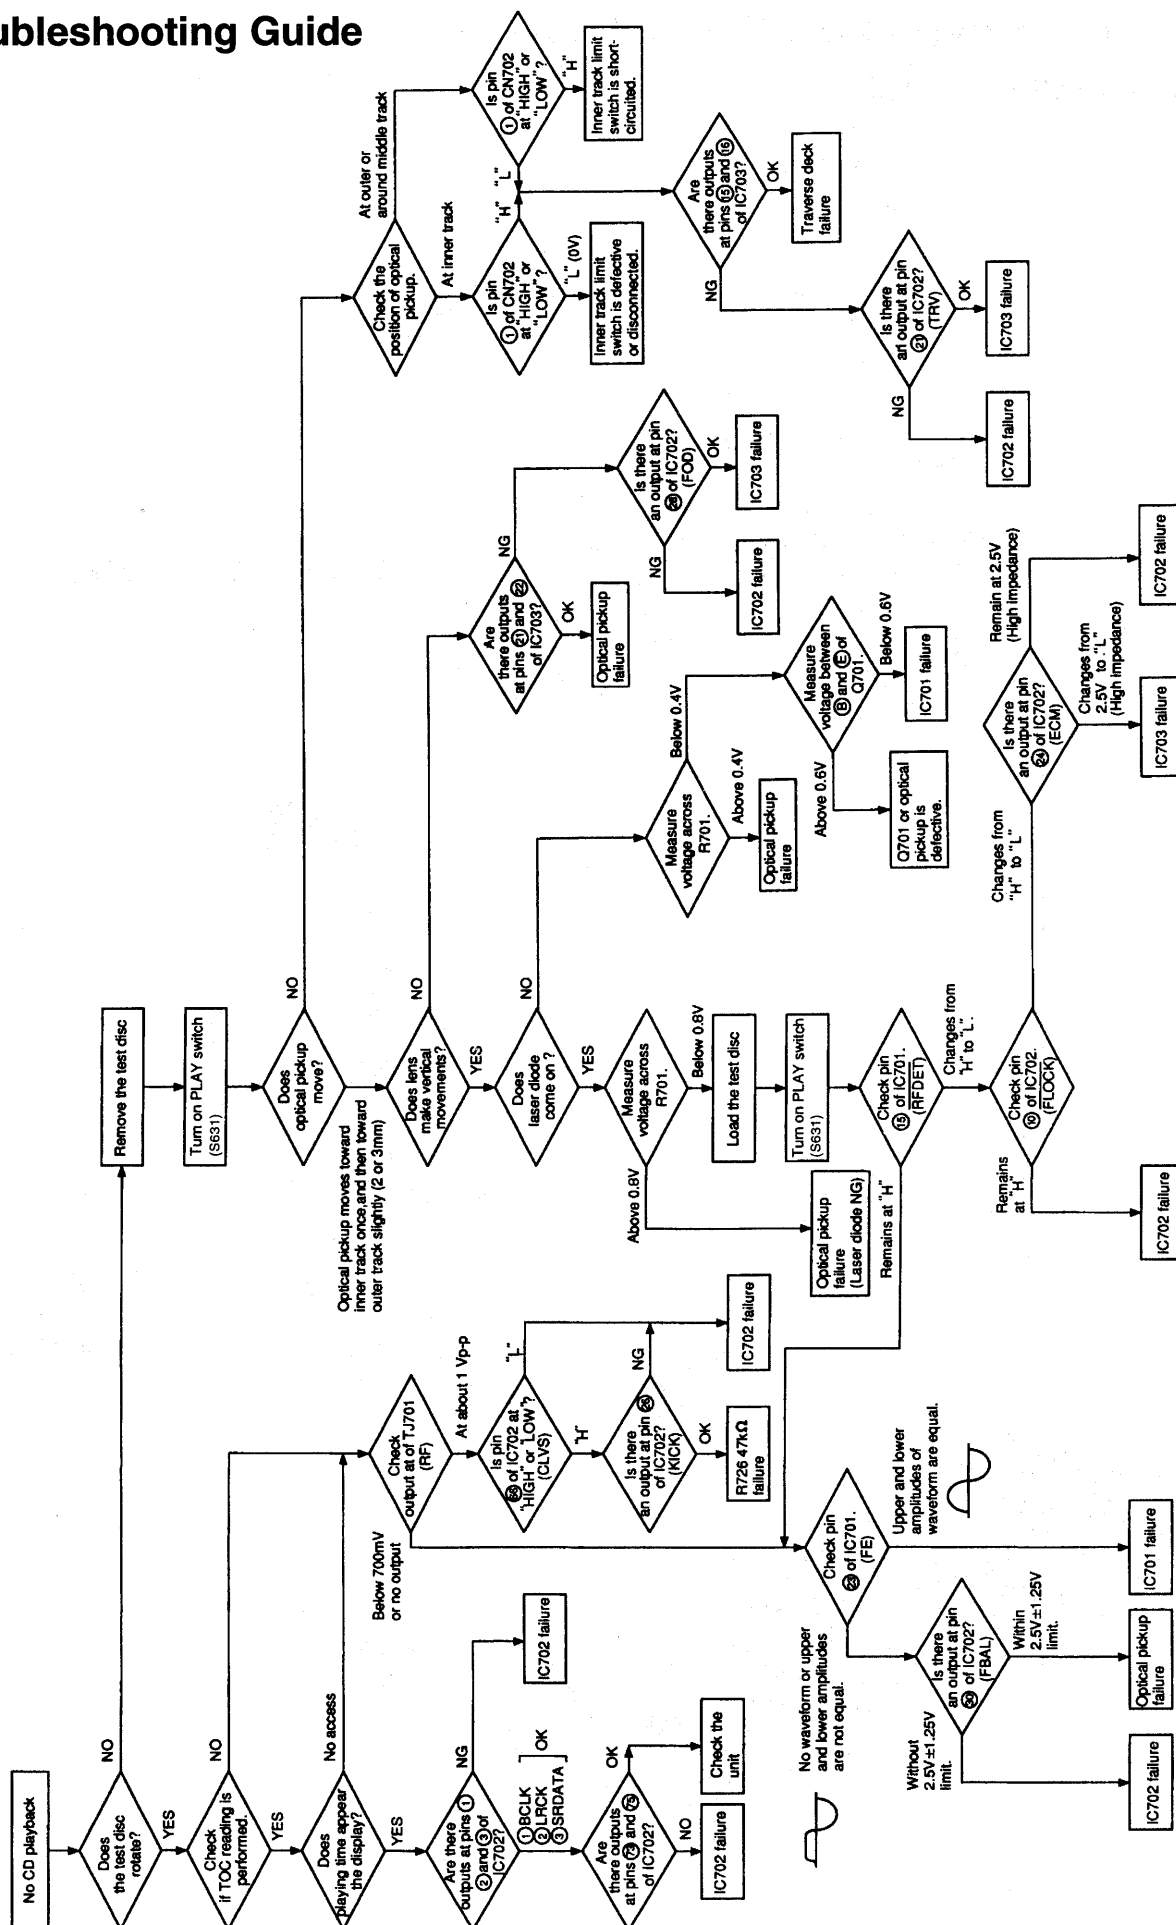 ubleshooting Guide
No CD playback
Does
the test disc
rotate?
NO
YES
Check
if TOC reading is
performed.
NO
YES
Does
playing time appear
the display?
No access
YES
Are there
outputs at pins ①
② and ③ of
IC702?
NG
IC702 failure
① BCLK
② LRCK
③ SRDATA
OK
Are
there outputs
at pins ㉔ and ㉕
of IC702?
OK
Check the
unit
NO
IC702 failure
Check
output at of TJ701
(RF)
Below 700mV
or no output
At about 1 Vp-p
Is pin
of IC702 at
"HIGH" or "LOW"?
(CLVS)
"L"
"H"
Is there
an output at pin ㉖
of IC702?
(KICK)
NG
IC702 failure
OK
R726 47kΩ
failure
Check pin
㉓ of IC701.
(FE)
No waveform or upper
and lower amplitudes
are not equal.
Upper and lower
amplitudes of
waveform are equal.
IC701 failure
Is there
an output at pin
㉚ of IC702?
(FBAL)
Without
2.5V±1.25V
limit.
Within
2.5V±1.25V
limit.
IC702 failure
Optical pickup
failure
Remove the test disc
Turn on PLAY switch
(S631)
Does
optical pickup
move?
NO
Optical pickup moves toward
inner track once,and then toward
outer track slightly (2 or 3mm)
Does lens
make vertical
movements?
NO
YES
Does
laser diode
come on ?
NO
YES
Measure
voltage across
R701.
Above 0.8V
Below 0.8V
Optical pickup
failure
(Laser diode NG)
Load the test disc
Turn on PLAY switch
(S631)
Check pin
⑮ of IC701.
(RFDET)
Remains at "H"
Changes from
"H" to "L".
Check pin
⑩ of IC702.
(FLOCK)
Remains
at "H"
IC702 failure
Changes from
"H" to "L"
Is there
an output at pin
㉔ of IC702?
(ECM)
Remain at 2.5V
(High impedance)
IC702 failure
Changes from
2.5V to "L"
(High impedance)
IC703 failure
Measure
voltage across
R701.
Below 0.4V
Above 0.4V
Optical pickup
failure
Measure
voltage between
Ⓑ and Ⓔ of
Q701.
Above 0.6V
Below 0.6V
Q701 or optical
pickup is
defective.
IC701 failure
Are
there outputs
at pins ㉑ and ㉒
of IC703?
NG
OK
Optical pickup
failure
Is there
an output at pin
of IC702?
(FOD)
NG
OK
IC702 failure
IC703 failure
Check the
position of optical
pickup.
At outer or
around middle track
At inner track
Is pin
① of CN702
at "HIGH" or
"LOW"?
"H"
"L" (0V)
Inner track limit
switch is defective
or disconnected.
Is pin
① of CN702
at "HIGH" or
"LOW"?
"L"
"H"
Inner track limit
switch is short-
circuited.
Are
there outputs
at pins ⑮ and ⑯
of IC703?
NG
OK
Traverse deck
failure
Is there
an output at pin
㉑ of IC702?
(TRV)
NG
OK
IC702 failure
IC703 failure